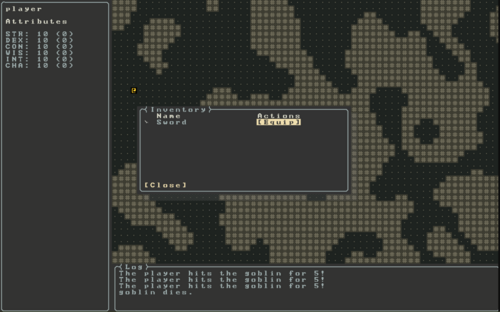 player
Attributes
STR: 10 (0)
DEX: 10 (0)
CON: 10 (0)
WIS: 10 (0)
INT: 10 (0)
CHA: 10 (0)
Inventory
Name Actions
Sword [Equip]
[Close]
Log
The player hits the goblin for 5!
The player hits the goblin for 5!
The player hits the goblin for 5!
goblin dies.